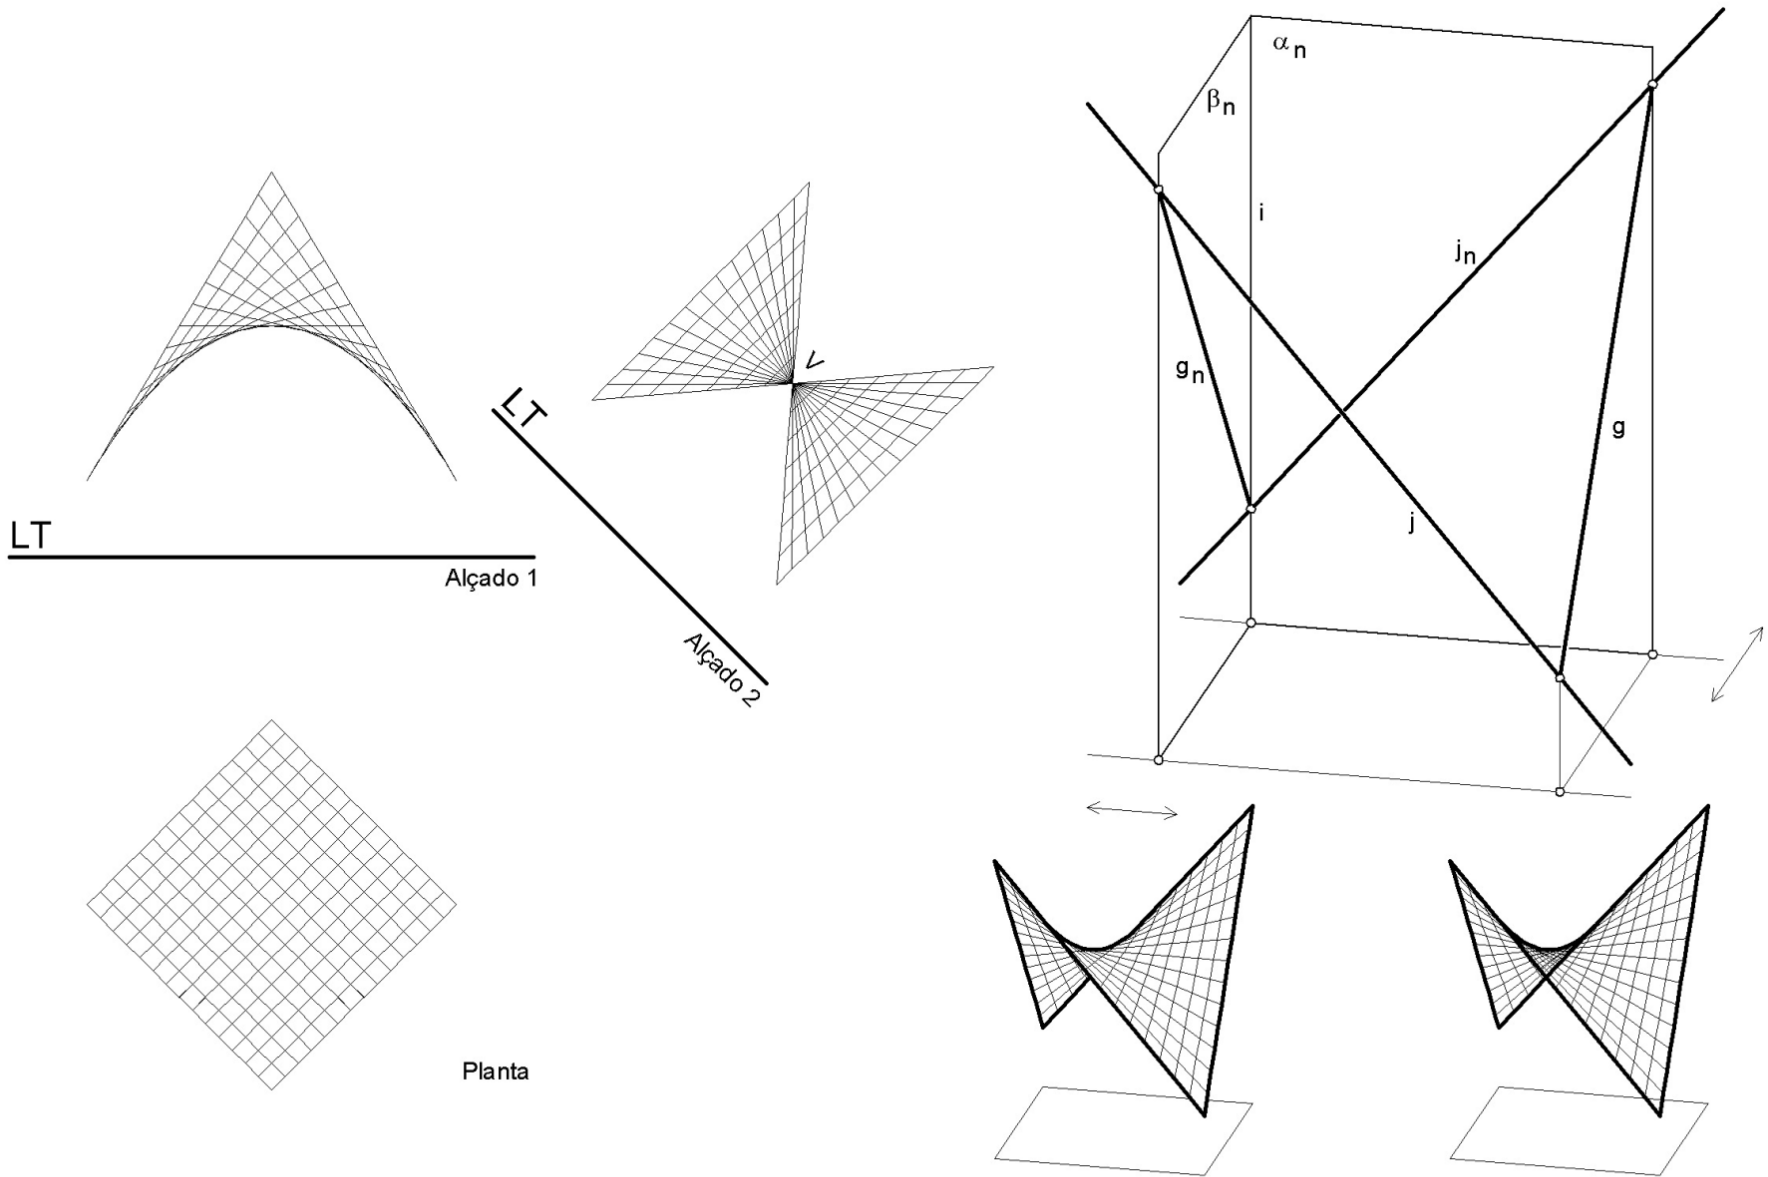 LT
Alçado 1
V
LT
Alçado 2
Planta
αn
βn
i
jn
gn
g
j